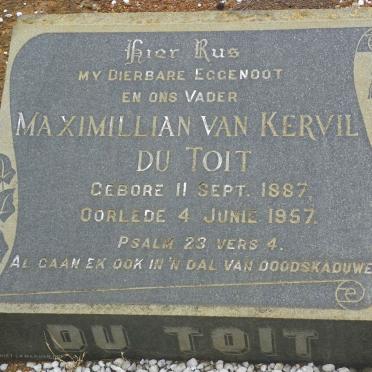 Hier Rus
MY DIERBARE EGGENOOT
EN ONS VADER
MAXIMILLIAN VAN KERVIL
DU TOIT
GEBORE 11 SEPT. 1887.
OORLEDE 4 JUNIE 1957.
PSALM 23 VERS 4.
AL GAAN EK OOK IN 'N DAL VAN DOODSKADUWE
DU TOIT